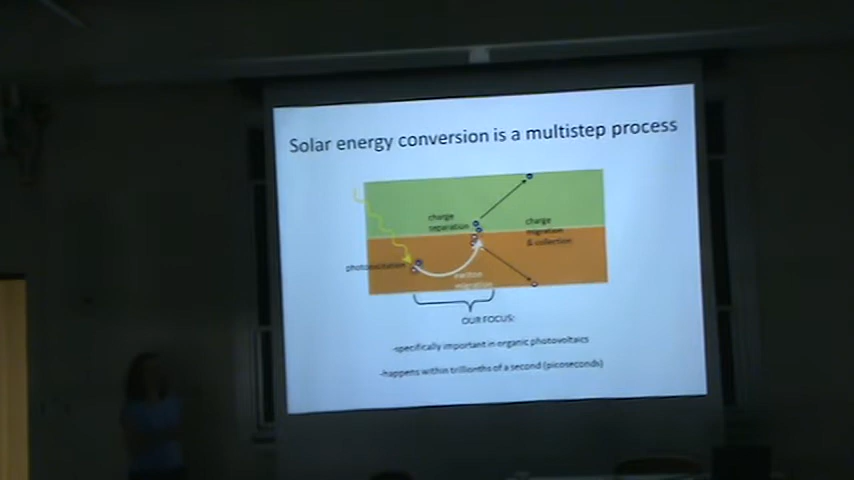 Solar energy conversion is a multistep process
charge
separation
charge
migration
& collection
photoexcitation
exciton
migration
OUR FOCUS:
-specifically important in organic photovoltaics
-happens within trillionths of a second (picoseconds)